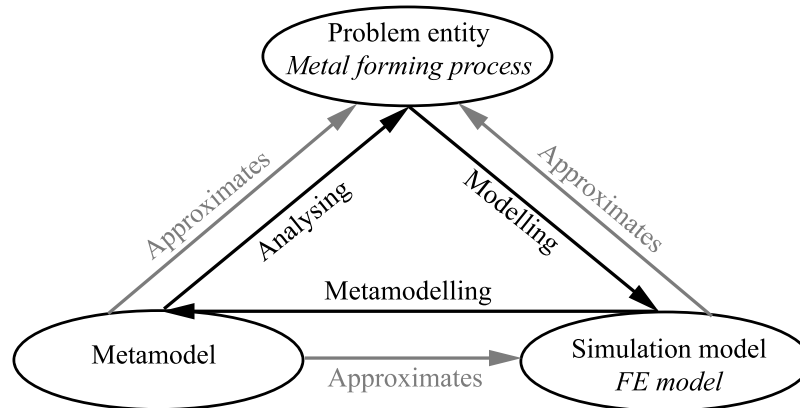 Problem entity
Metal forming process
Approximates
Analysing
Modelling
Approximates
Metamodelling
Metamodel
Simulation model
FE model
Approximates